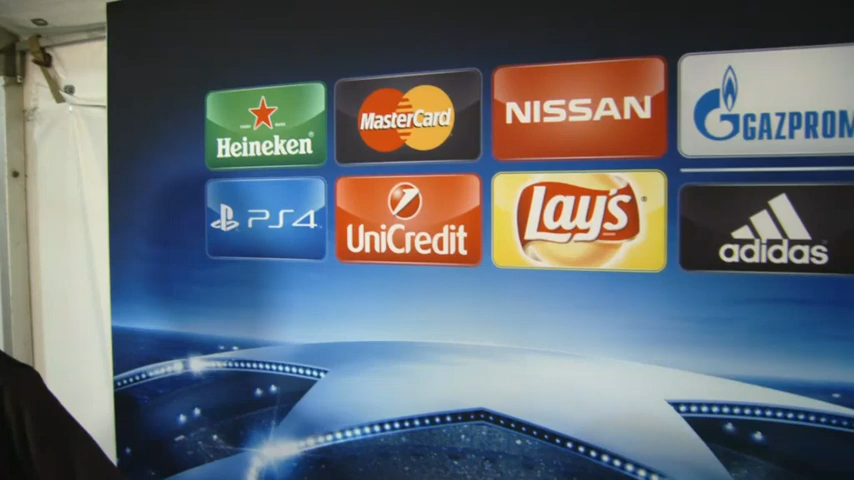 Heineken
MasterCard
NISSAN
GAZPROM
PS4
UniCredit
Lay's
adidas